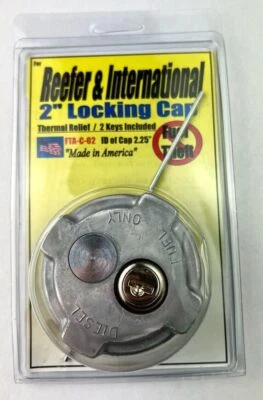 For
Reefer & International
2" Locking Cap
Thermal Relief / 2 Keys Included
FTA-C-02 ID of Cap 2.25"
"Made in America"
Fuel
Theft
DIESEL FUEL ONLY